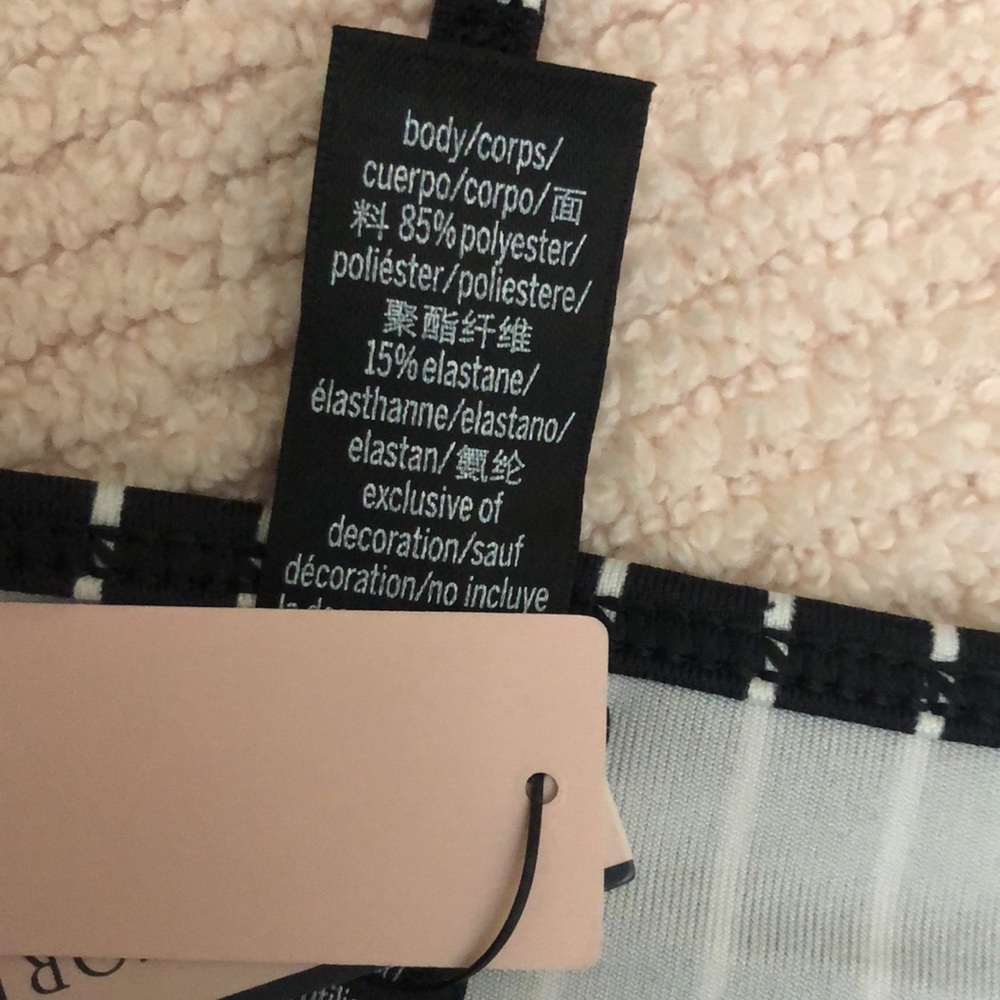 body/corps/
cuerpo/corpo/面
料 85% polyester/
poliéster/poliestere/
聚酯纤维
15% elastane/
élasthanne/elastano/
elastan/氨纶
exclusive of
decoration/sauf
décoration/no incluye
OR